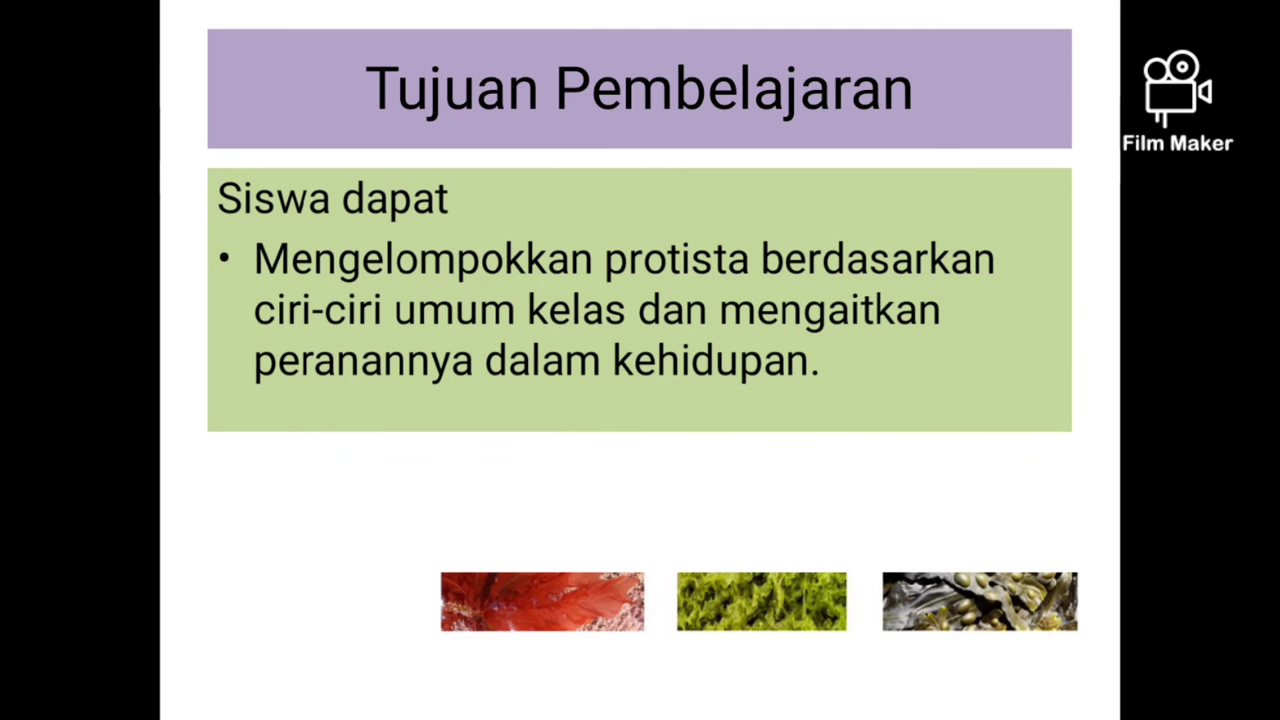 Tujuan Pembelajaran
Film Maker
Siswa dapat
• Mengelompokkan protista berdasarkan
ciri-ciri umum kelas dan mengaitkan
peranannya dalam kehidupan.